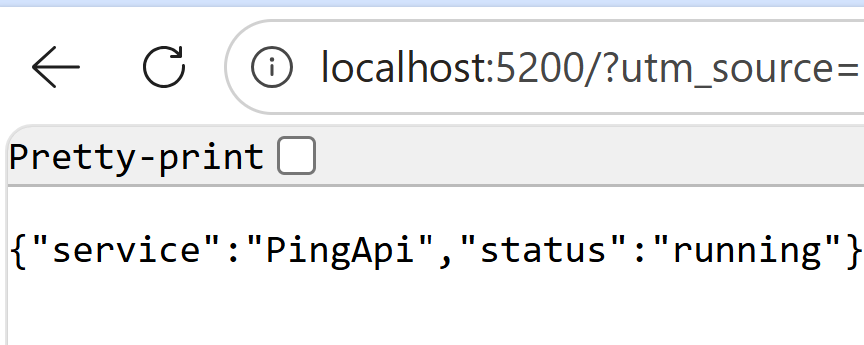 localhost:5200/?utm_source=
Pretty-print
{"service":"PingApi","status":"running"}